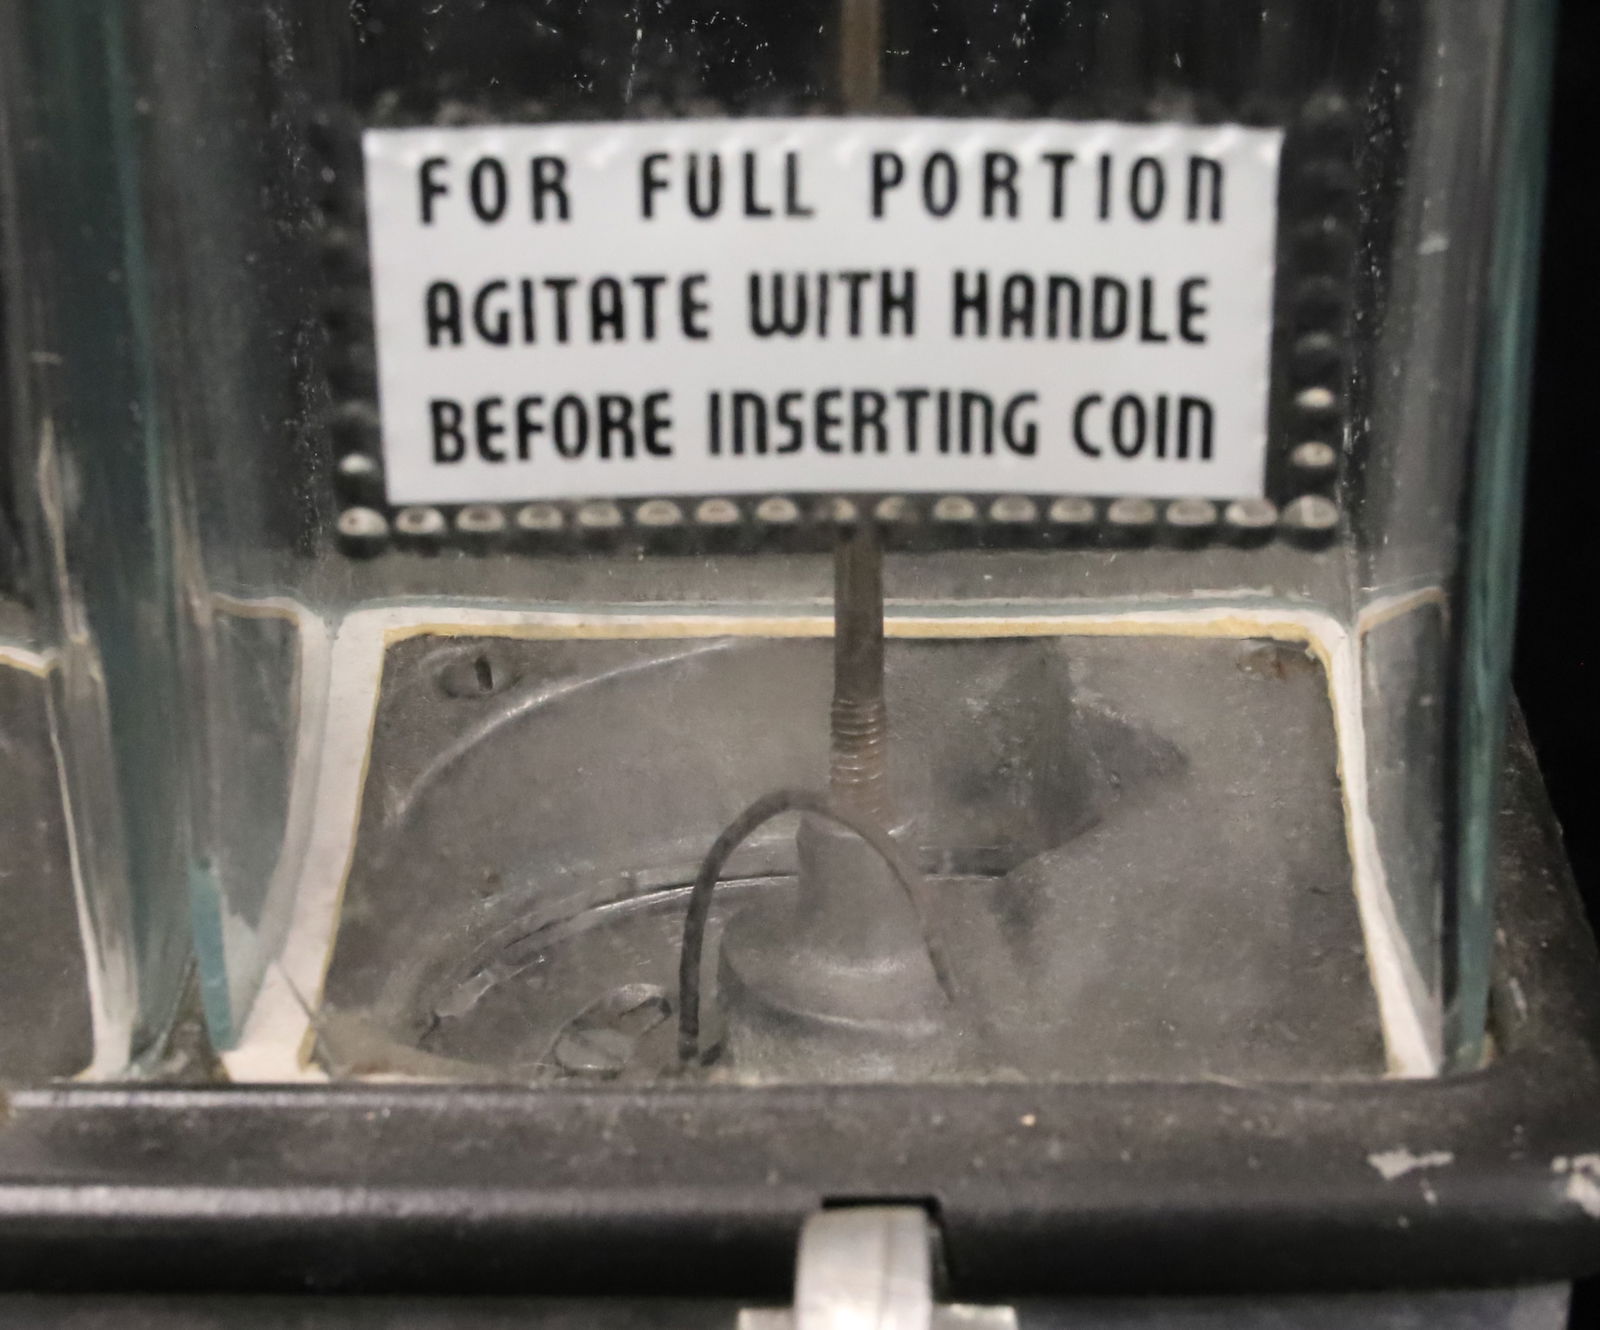 FOR FULL PORTION
AGITATE WITH HANDLE
BEFORE INSERTING COIN